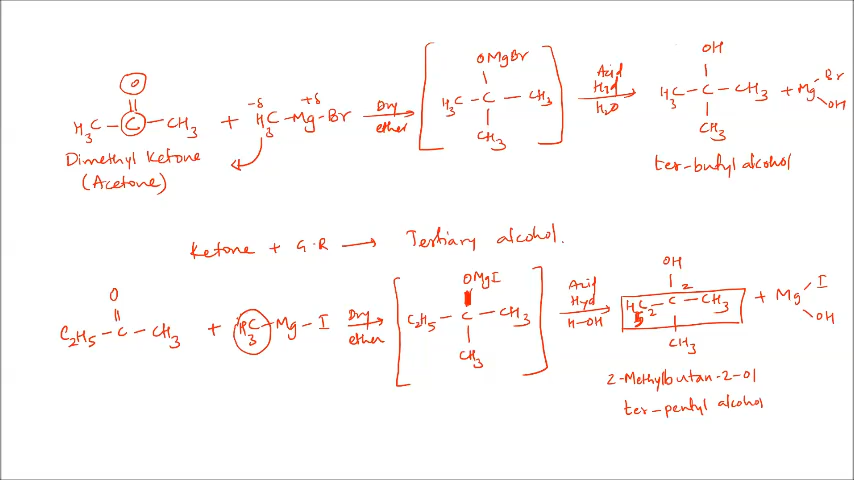 O
H₃C – C – CH₃ + H₃C – Mg – Br
-δ +δ
Dry
ether
OMgBr
H₃C – C – CH₃
CH₃
Acid
Hyd
H₂O
OH
H₃C – C – CH₃ + Mg
Br
OH
CH₃
Dimethyl Ketone
(Acetone)
ter-butyl alcohol
Ketone + G.R → Tertiary alcohol.
O
C₂H₅ – C – CH₃ + H₃C – Mg – I
Dry
ether
OMgI
C₂H₅ – C – CH₃
CH₃
Acid
Hyd
H-OH
OH
2
H₅C₂ – C – CH₃ + Mg
I
OH
CH₃
2-Methylbutan-2-ol
ter-pentyl alcohol